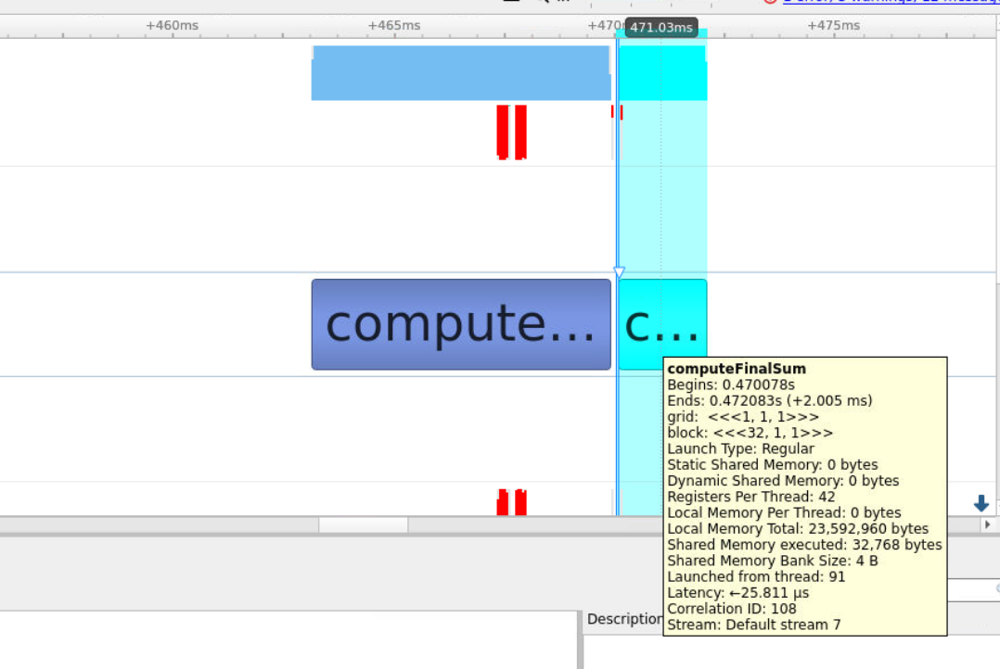 +460ms +465ms +470 471.03ms +475ms
compute... c...
computeFinalSum
Begins: 0.470078s
Ends: 0.472083s (+2.005 ms)
grid: <<<1, 1, 1>>>
block: <<<32, 1, 1>>>
Launch Type: Regular
Static Shared Memory: 0 bytes
Dynamic Shared Memory: 0 bytes
Registers Per Thread: 42
Local Memory Per Thread: 0 bytes
Local Memory Total: 23,592,960 bytes
Shared Memory executed: 32,768 bytes
Shared Memory Bank Size: 4 B
Launched from thread: 91
Latency: ←25.811 μs
Correlation ID: 108
Stream: Default stream 7
Description